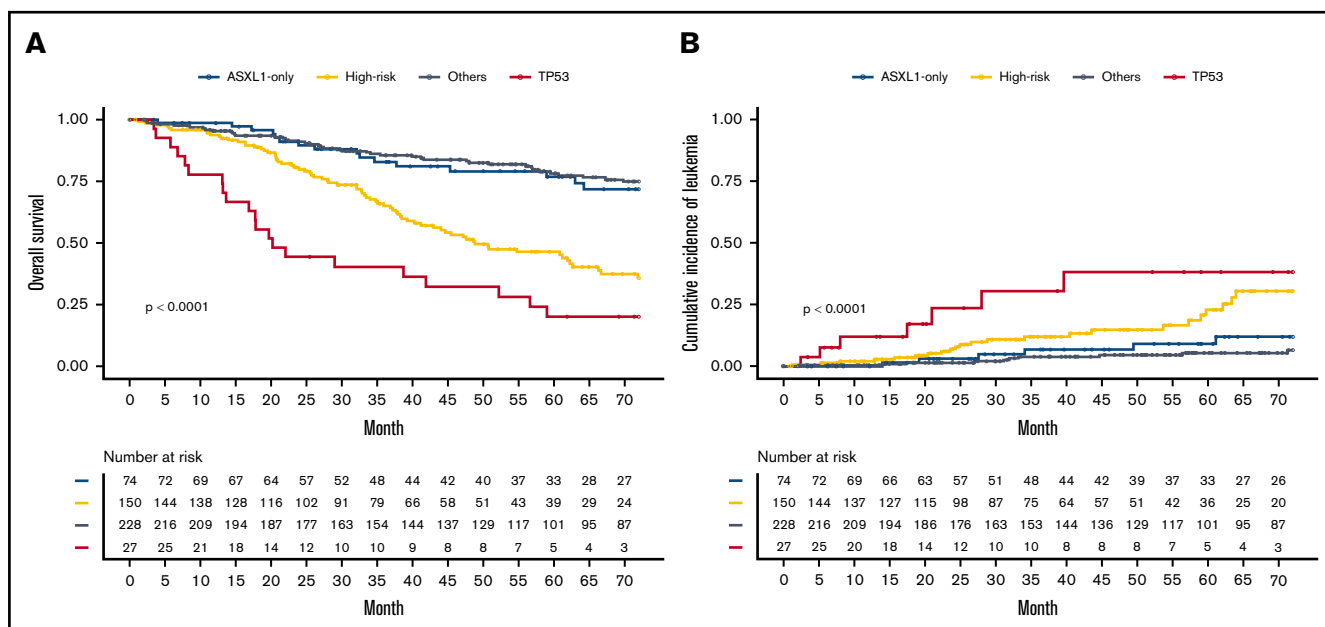 A
ASXL1-only High-risk Others TP53
Overall survival
1.00
0.75
0.50
0.25
0.00
p < 0.0001
0 5 10 15 20 25 30 35 40 45 50 55 60 65 70
Month
Number at risk
74 72 69 67 64 57 52 48 44 42 40 37 33 28 27
150 144 138 128 116 102 91 79 66 58 51 43 39 29 24
228 216 209 194 187 177 163 154 144 137 129 117 101 95 87
27 25 21 18 14 12 10 10 9 8 8 7 5 4 3
0 5 10 15 20 25 30 35 40 45 50 55 60 65 70
Month
B
ASXL1-only High-risk Others TP53
Cumulative incidence of leukemia
1.00
0.75
0.50
0.25
0.00
p < 0.0001
0 5 10 15 20 25 30 35 40 45 50 55 60 65 70
Month
Number at risk
74 72 69 66 63 57 51 48 44 42 39 37 33 27 26
150 144 137 127 115 98 87 75 64 57 51 42 36 25 20
228 216 209 194 186 176 163 153 144 136 129 117 101 95 87
27 25 20 18 14 12 10 10 8 8 8 7 5 4 3
0 5 10 15 20 25 30 35 40 45 50 55 60 65 70
Month